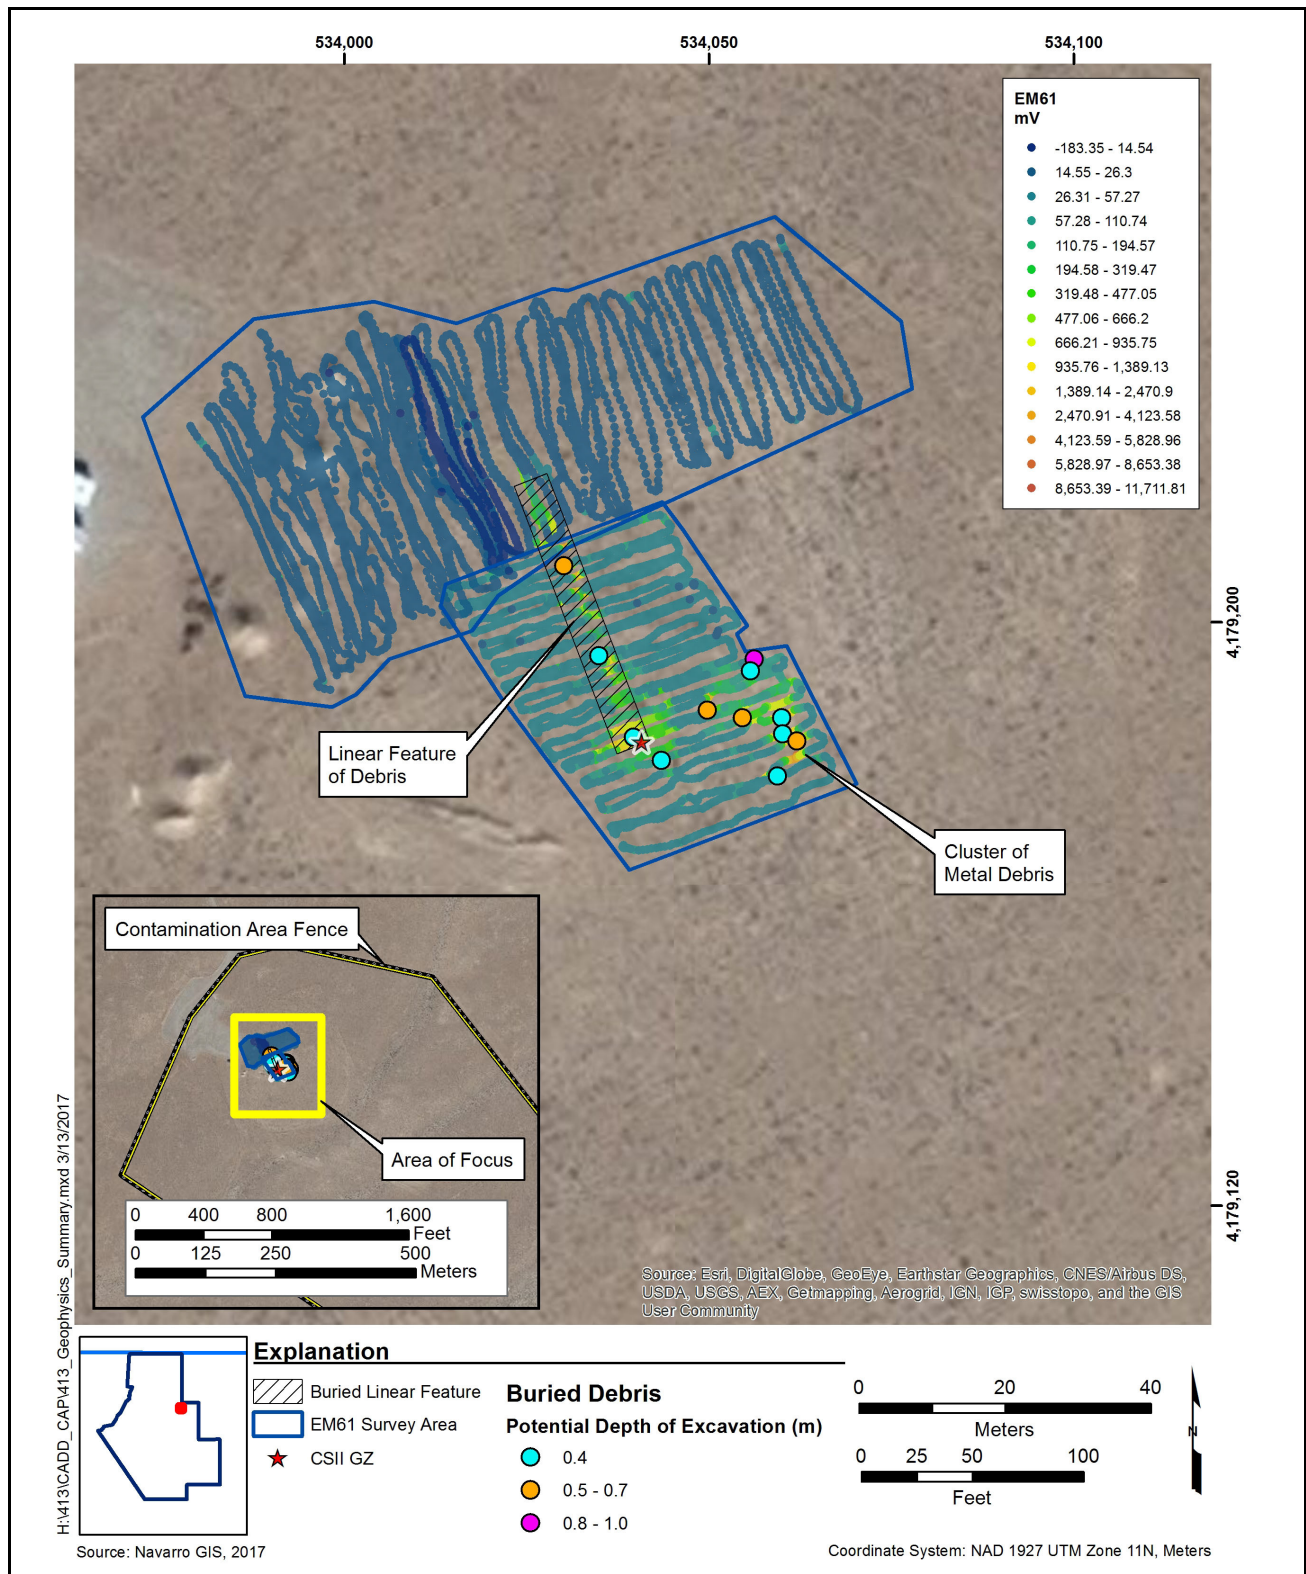 534,000
534,050
534,100
EM61
mV
-183.35 - 14.54
14.55 - 26.3
26.31 - 57.27
57.28 - 110.74
110.75 - 194.57
194.58 - 319.47
319.48 - 477.05
477.06 - 666.2
666.21 - 935.75
935.76 - 1,389.13
1,389.14 - 2,470.9
2,470.91 - 4,123.58
4,123.59 - 5,828.96
5,828.97 - 8,653.38
8,653.39 - 11,711.81
4,179,200
Linear Feature
of Debris
Cluster of
Metal Debris
Contamination Area Fence
Area of Focus
0 400 800 1,600
Feet
0 125 250 500
Meters
4,179,120
Source: Esri, DigitalGlobe, GeoEye, Earthstar Geographics, CNES/Airbus DS,
USDA, USGS, AEX, Getmapping, Aerogrid, IGN, IGP, swisstopo, and the GIS
User Community
H:\413\CADD_CAP\413_Geophysics_Summary.mxd 3/13/2017
Explanation
Buried Linear Feature
EM61 Survey Area
CSII GZ
Buried Debris
Potential Depth of Excavation (m)
0.4
0.5 - 0.7
0.8 - 1.0
0 20 40
Meters
0 25 50 100
Feet
N
Source: Navarro GIS, 2017
Coordinate System: NAD 1927 UTM Zone 11N, Meters